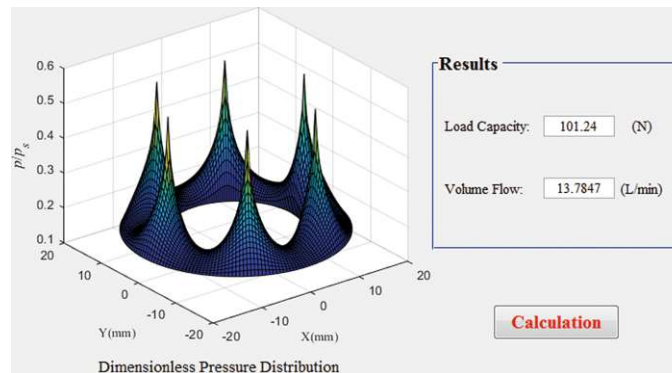 0.6
0.5
0.4
0.3
0.2
0.1
p/ps
20
10
0
-10
-20
Y(mm)
-20
-10
0
10
20
X(mm)
Dimensionless Pressure Distribution
Results
Load Capacity: 101.24 (N)
Volume Flow: 13.7847 (L/min)
Calculation